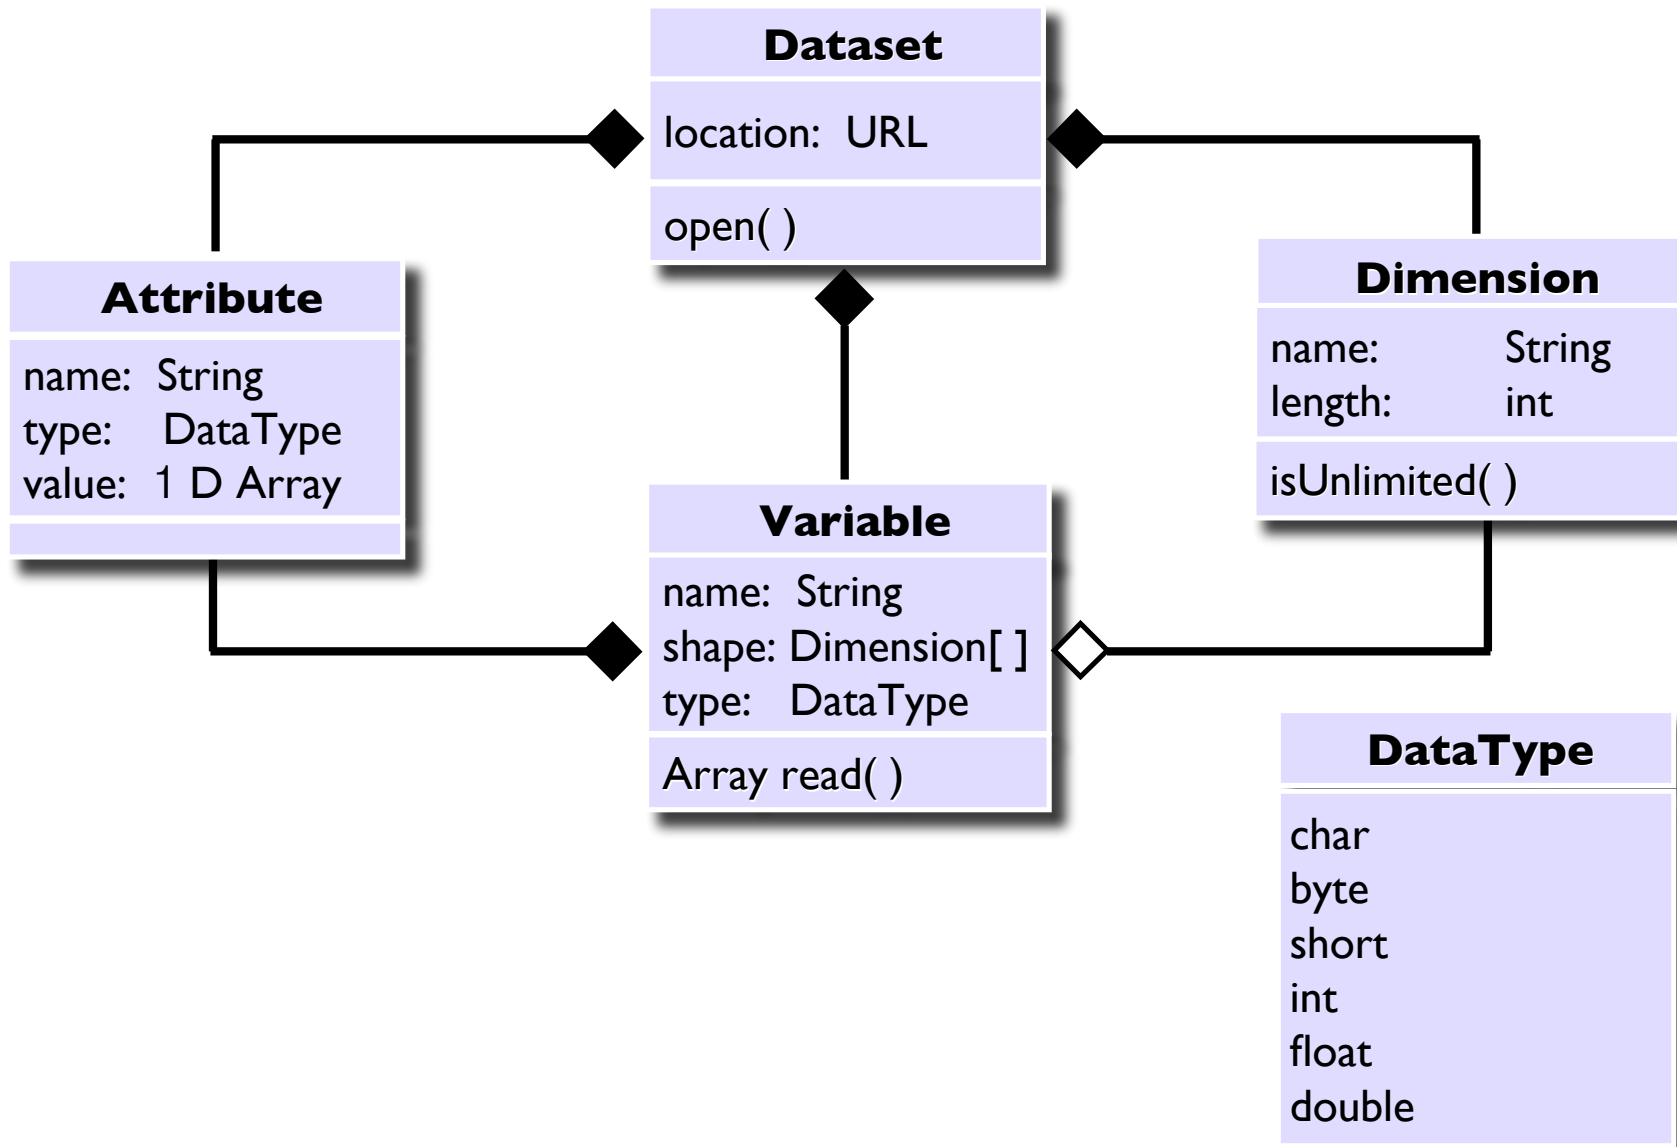 Dataset
location: URL
open( )
Attribute
name: String
type: DataType
value: 1 D Array
Dimension
name: String
length: int
isUnlimited( )
Variable
name: String
shape: Dimension[ ]
type: DataType
Array read( )
DataType
char
byte
short
int
float
double